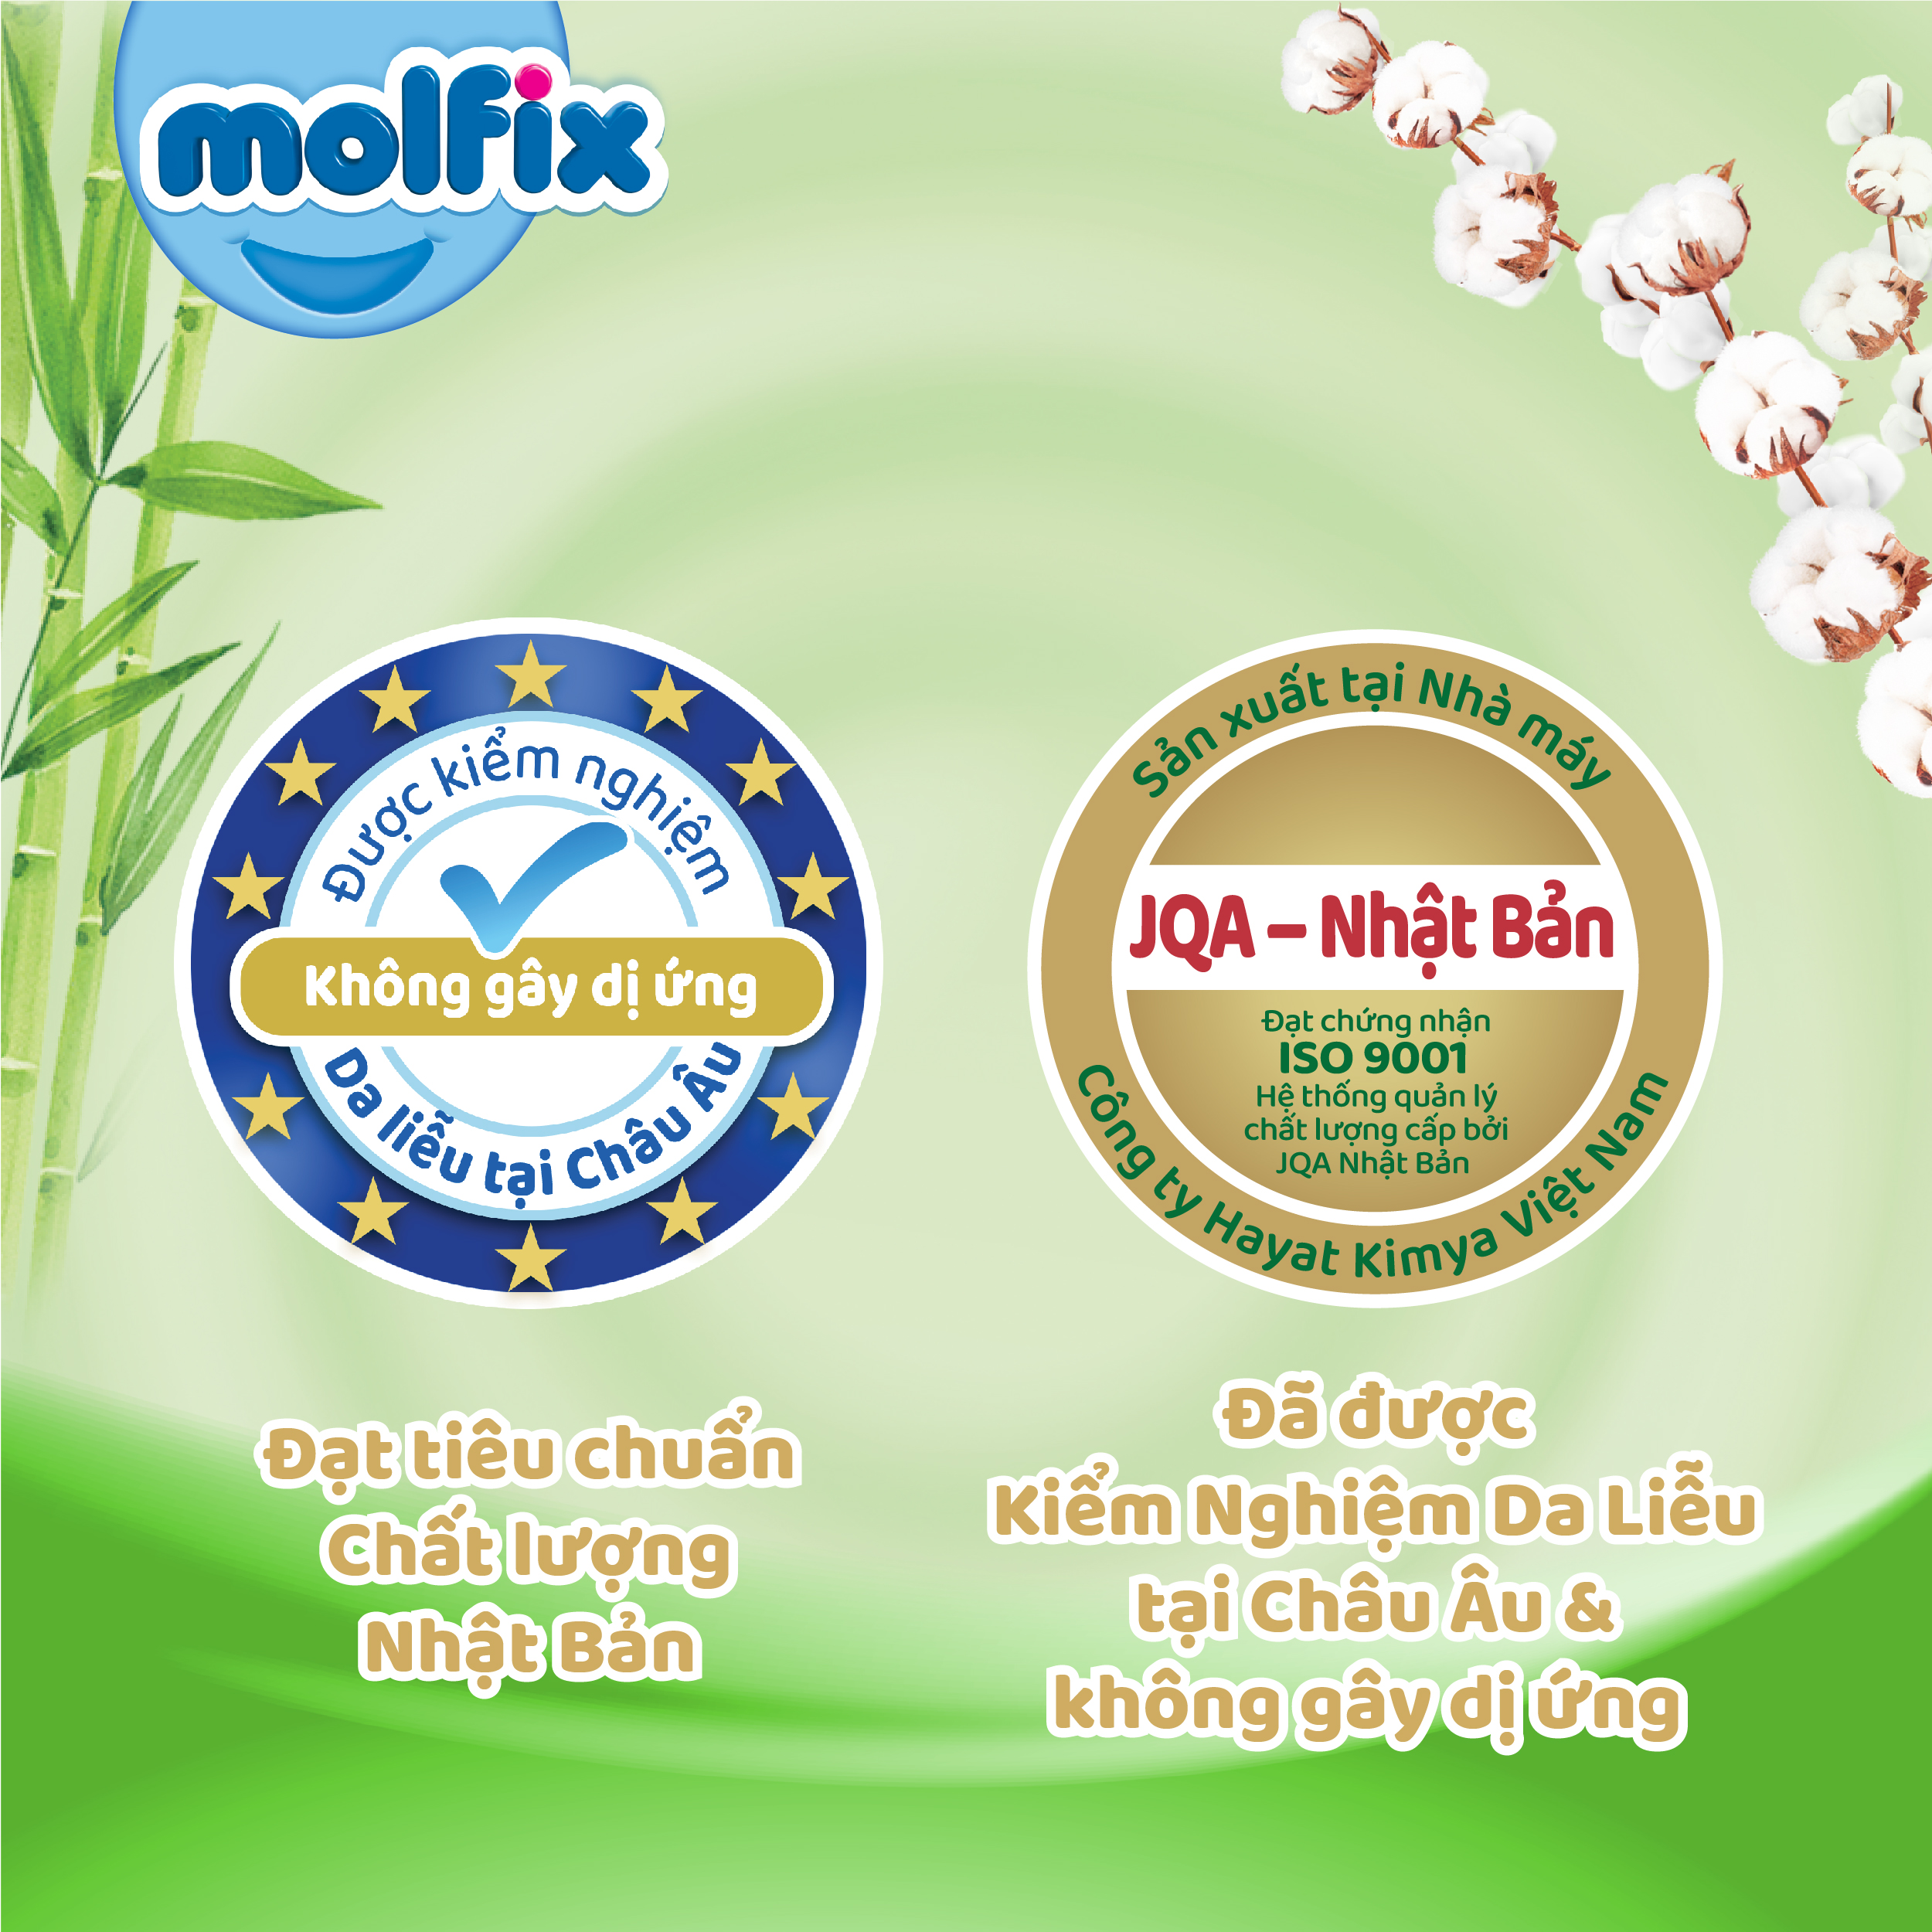 molfix
Được kiểm nghiệm
Không gây dị ứng
Da liễu tại Châu Âu
Sản xuất tại Nhà máy
JQA – Nhật Bản
Đạt chứng nhận
ISO 9001
Hệ thống quản lý
chất lượng cấp bởi
JQA Nhật Bản
Công ty Hayat Kimya Việt Nam
Đạt tiêu chuẩn
Chất lượng
Nhật Bản
Đã được
Kiểm Nghiệm Da Liễu
tại Châu Âu &
không gây dị ứng